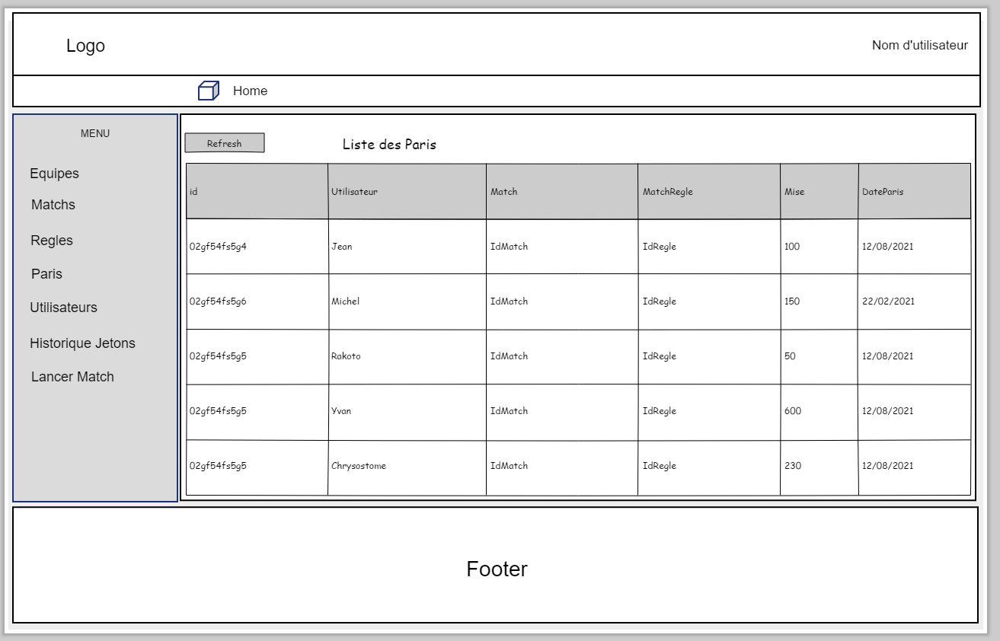 Logo
Nom d'utilisateur
Home
MENU
Equipes
Matchs
Regles
Paris
Utilisateurs
Historique Jetons
Lancer Match
Refresh
Liste des Paris
id Utilisateur Match MatchRegle Mise DateParis
02gf54fs5g4 Jean IdMatch IdRegle 100 12/08/2021
02gf54fs5g6 Michel IdMatch IdRegle 150 22/02/2021
02gf54fs5g5 Rakoto IdMatch IdRegle 50 12/08/2021
02gf54fs5g5 Yvan IdMatch IdRegle 600 12/08/2021
02gf54fs5g5 Chrysostome IdMatch IdRegle 230 12/08/2021
Footer